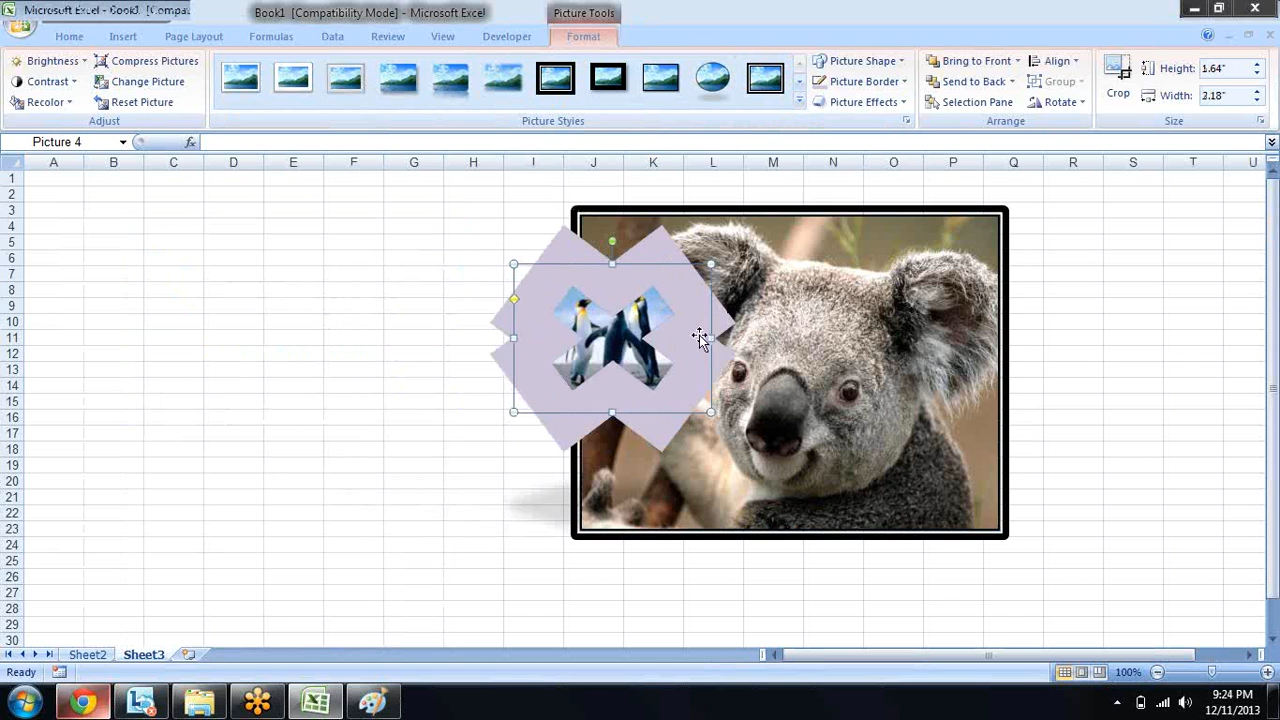 Microsoft Excel - Book1 [Compa
Book1 [Compatibility Mode] - Microsoft Excel
Picture Tools
Home Insert Page Layout Formulas Data Review View Developer Format
Brightness Compress Pictures Picture Shape Bring to Front Align Height: 1.64"
Contrast Change Picture Picture Border Send to Back Group Crop Width: 2.18"
Recolor Reset Picture Picture Effects Selection Pane Rotate
Adjust Picture Styles Arrange Size
Picture 4 fx
A B C D E F G H I J K L M N O P Q R S T U
1
2
3
4
5
6
7
8
9
10
11
12
13
14
15
16
17
18
19
20
21
22
23
24
25
26
27
28
29
30
Sheet2 Sheet3
Ready 100%
9:24 PM
12/11/2013